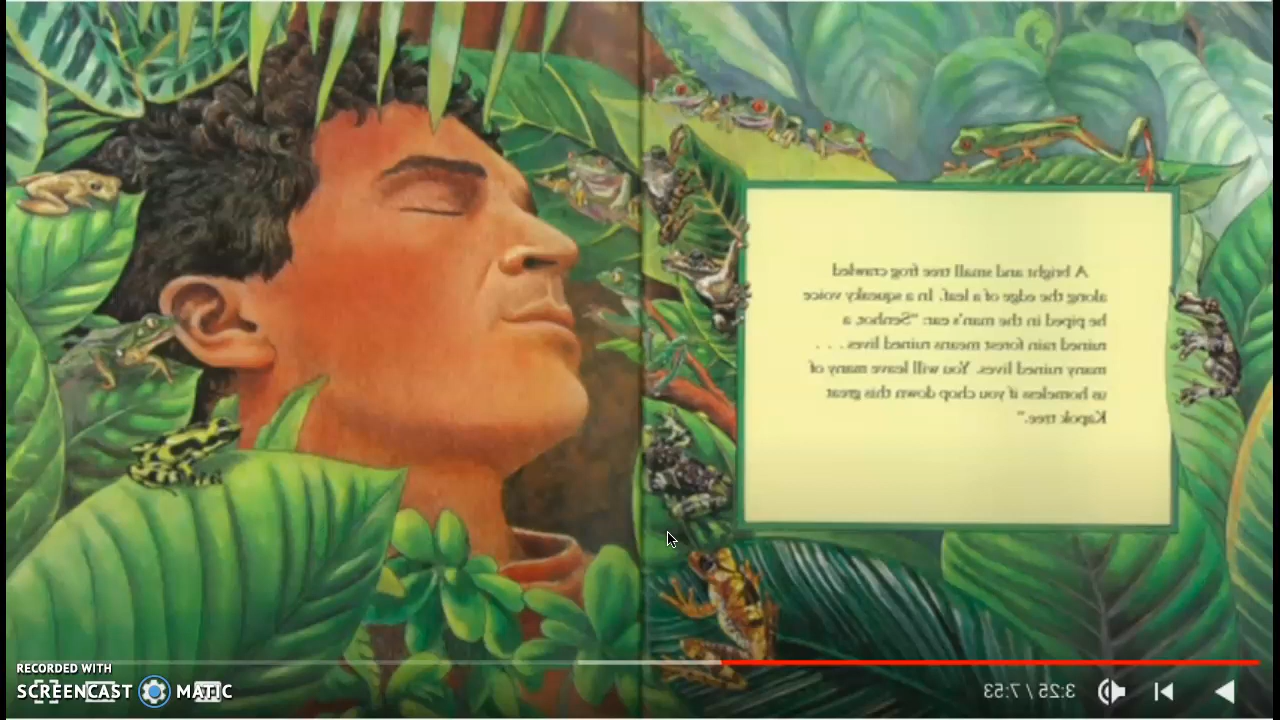 A bright and small tree frog crawled
along the edge of a leaf. In a squeaky voice
he piped in the man's ear: "Senhor, a
ruined rain forest means ruined lives . . .
many ruined lives. You will leave many of
us homeless if you chop down this great
Kapok tree."
3:25 / 7:53
RECORDED WITH
SCREENCAST MATIC